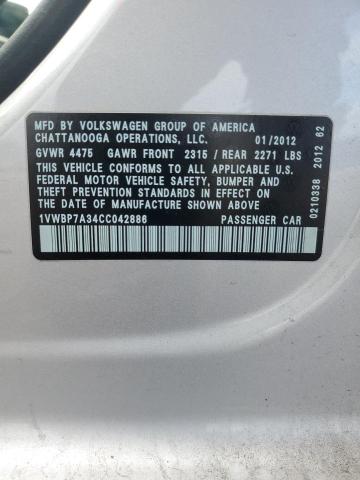 MFD BY VOLKSWAGEN GROUP OF AMERICA
CHATTANOOGA OPERATIONS, LLC. 01/2012
GVWR 4475 GAWR FRONT 2315 / REAR 2271 LBS
THIS VEHICLE CONFORMS TO ALL APPLICABLE U.S.
FEDERAL MOTOR VEHICLE SAFETY, BUMPER AND
THEFT PREVENTION STANDARDS IN EFFECT ON
THE DATE OF MANUFACTURE SHOWN ABOVE
1VWBP7A34CC042886 PASSENGER CAR
0210338 2012 62